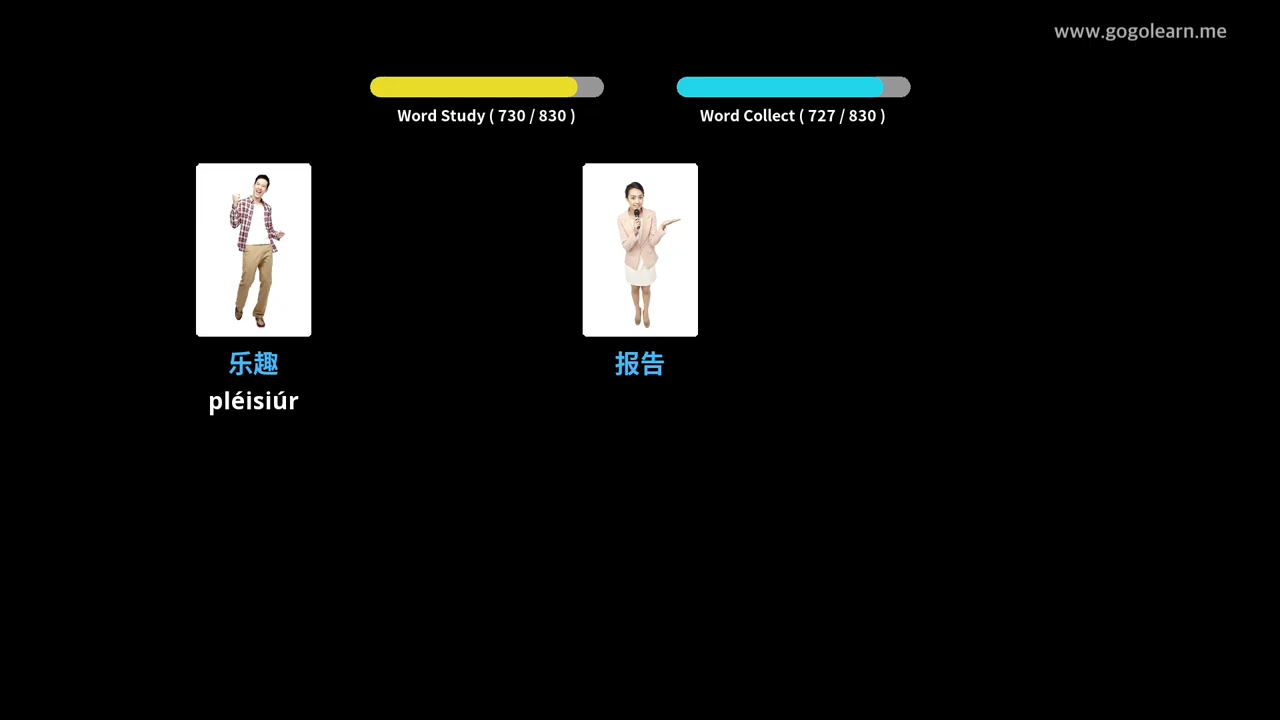 www.gogolearn.me
Word Study ( 730 / 830 )
Word Collect ( 727 / 830 )
乐趣
报告
pléisiúr